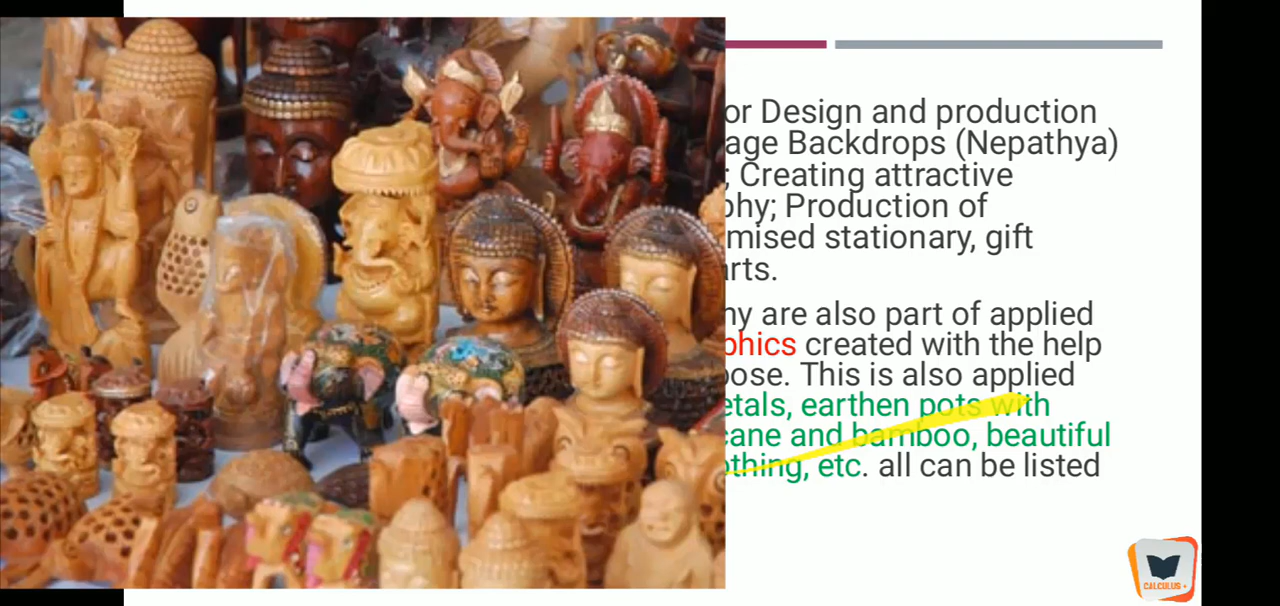 or Design and production
age Backdrops (Nepathya)
; Creating attractive
phy; Production of
mised stationary, gift
arts.
ny are also part of applied
phics created with the help
pose. This is also applied
etals, earthen pots with
cane and bamboo, beautiful
othing, etc. all can be listed
CALCULUS +